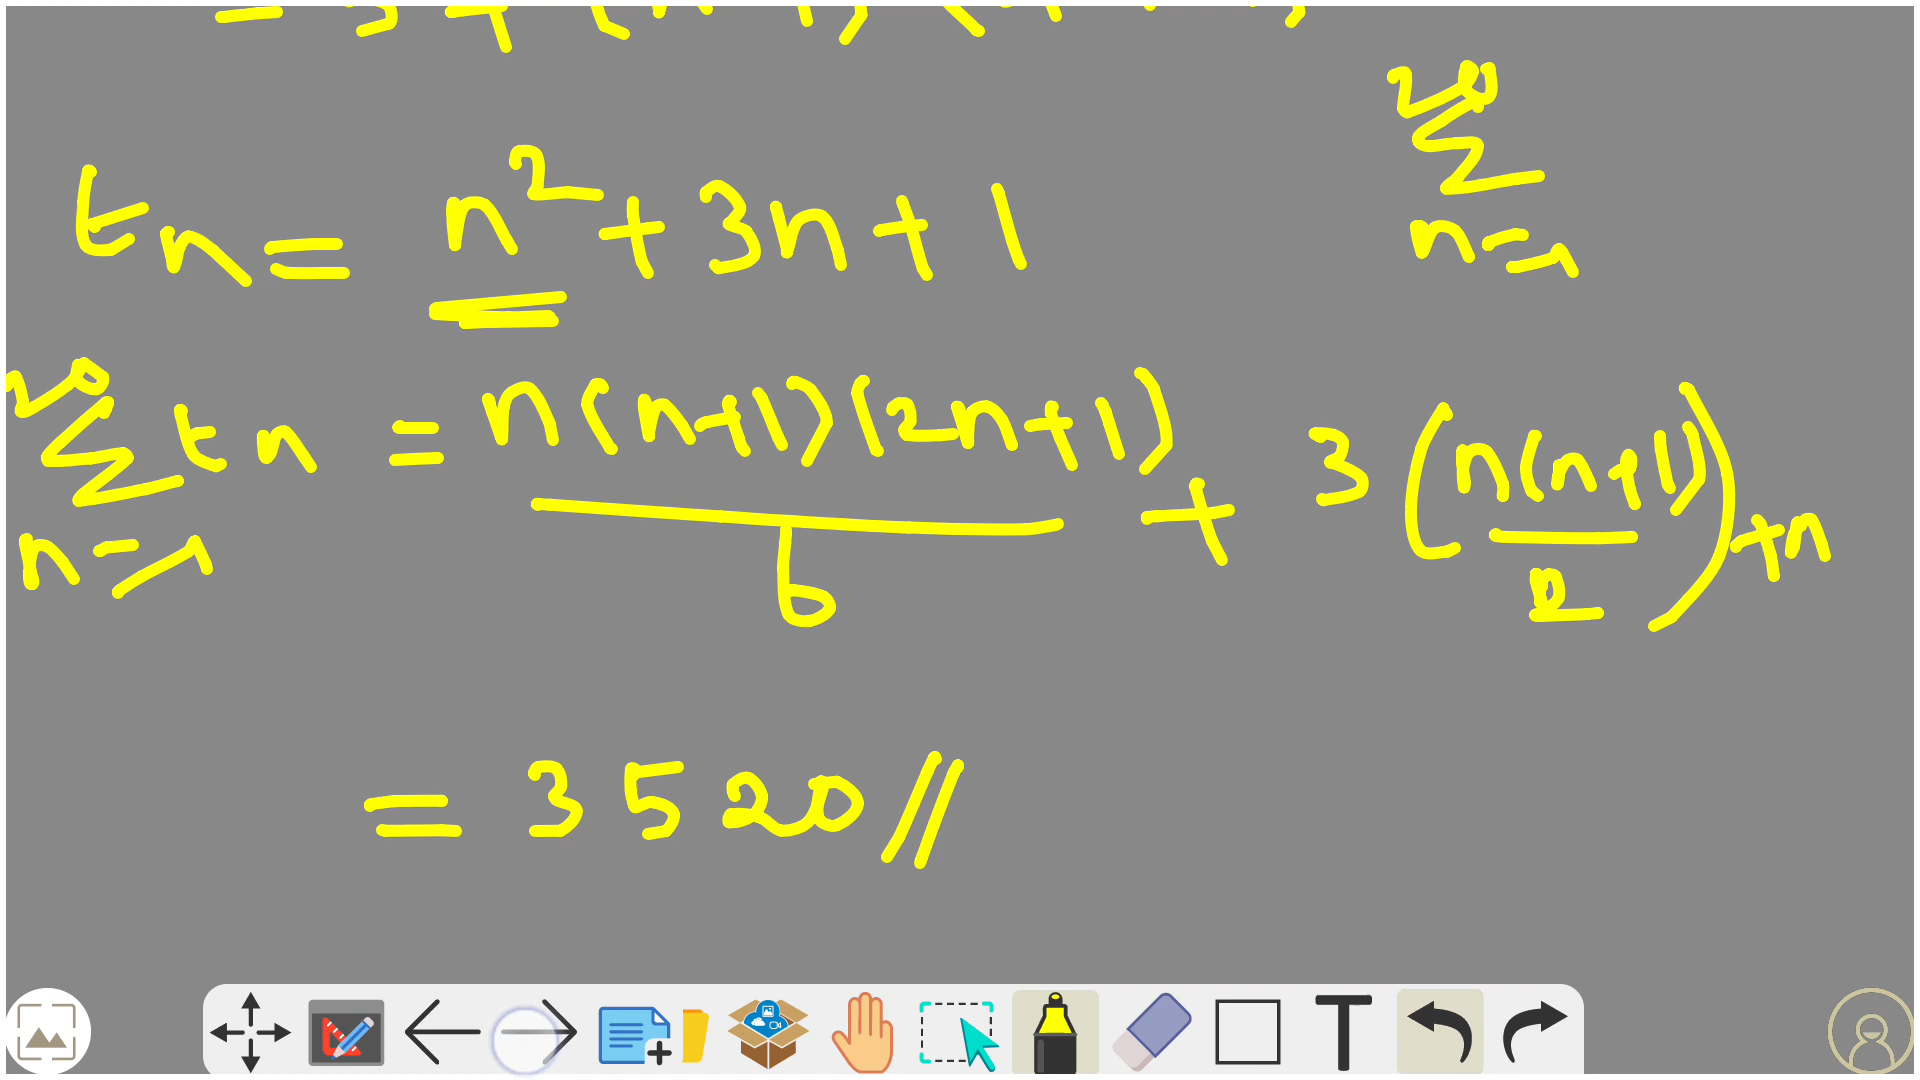 tn = n² + 3n + 1
20
Σ
n=1
20
Σ tn = n(n+1)(2n+1) / 6 + 3 (n(n+1) / 2) + n
n=1
= 3520 //
T